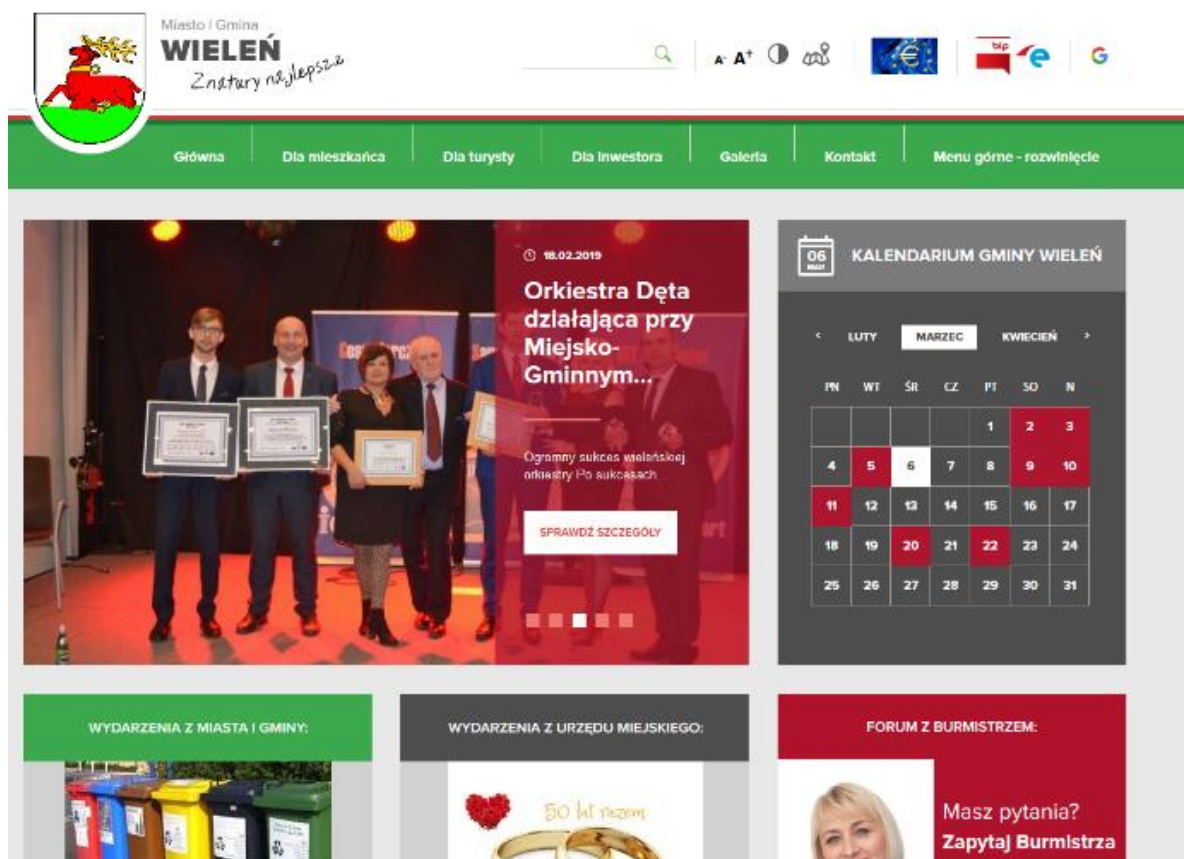 Miasto i Gmina
WIELEŃ
Z natury najlepsze
A- A+
bip
Główna
Dla mieszkańca
Dla turysty
Dla inwestora
Galeria
Kontakt
Menu górne - rozwinięcie
18.02.2019
Orkiestra Dęta
działająca przy
Miejsko-
Gminnym...
Ogromny sukces wieleńskiej
orkiestry Po sukcesach
SPRAWDŹ SZCZEGÓŁY
06
MAR
KALENDARIUM GMINY WIELEŃ
< LUTY MARZEC KWIECIEŃ >
PN WT ŚR CZ PT SO N
1 2 3
4 5 6 7 8 9 10
11 12 13 14 15 16 17
18 19 20 21 22 23 24
25 26 27 28 29 30 31
WYDARZENIA Z MIASTA I GMINY:
WYDARZENIA Z URZĘDU MIEJSKIEGO:
50 lat razem
FORUM Z BURMISTRZEM:
Masz pytania?
Zapytaj Burmistrza